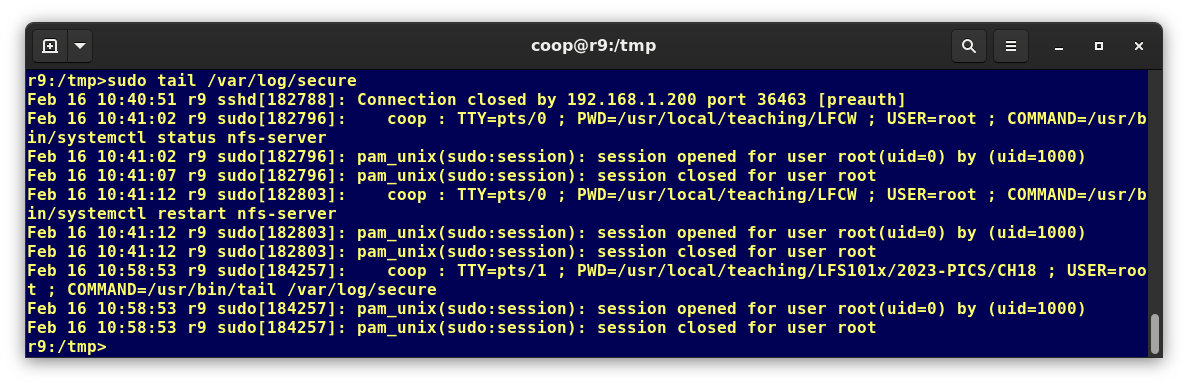 coop@r9:/tmp
r9:/tmp>sudo tail /var/log/secure
Feb 16 10:40:51 r9 sshd[182788]: Connection closed by 192.168.1.200 port 36463 [preauth]
Feb 16 10:41:02 r9 sudo[182796]:    coop : TTY=pts/0 ; PWD=/usr/local/teaching/LFCW ; USER=root ; COMMAND=/usr/b
in/systemctl status nfs-server
Feb 16 10:41:02 r9 sudo[182796]: pam_unix(sudo:session): session opened for user root(uid=0) by (uid=1000)
Feb 16 10:41:07 r9 sudo[182796]: pam_unix(sudo:session): session closed for user root
Feb 16 10:41:12 r9 sudo[182803]:    coop : TTY=pts/0 ; PWD=/usr/local/teaching/LFCW ; USER=root ; COMMAND=/usr/b
in/systemctl restart nfs-server
Feb 16 10:41:12 r9 sudo[182803]: pam_unix(sudo:session): session opened for user root(uid=0) by (uid=1000)
Feb 16 10:41:12 r9 sudo[182803]: pam_unix(sudo:session): session closed for user root
Feb 16 10:58:53 r9 sudo[184257]:    coop : TTY=pts/1 ; PWD=/usr/local/teaching/LFS101x/2023-PICS/CH18 ; USER=roo
t ; COMMAND=/usr/bin/tail /var/log/secure
Feb 16 10:58:53 r9 sudo[184257]: pam_unix(sudo:session): session opened for user root(uid=0) by (uid=1000)
Feb 16 10:58:53 r9 sudo[184257]: pam_unix(sudo:session): session closed for user root
r9:/tmp>